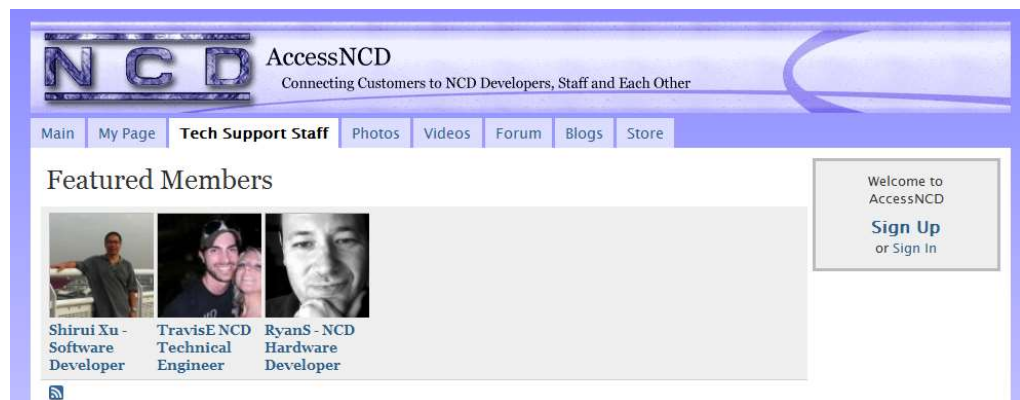 NCD
AccessNCD
Connecting Customers to NCD Developers, Staff and Each Other
Main My Page Tech Support Staff Photos Videos Forum Blogs Store
Featured Members
Shirui Xu -
Software
Developer
TravisE NCD
Technical
Engineer
RyanS - NCD
Hardware
Developer
Welcome to
AccessNCD
Sign Up
or Sign In